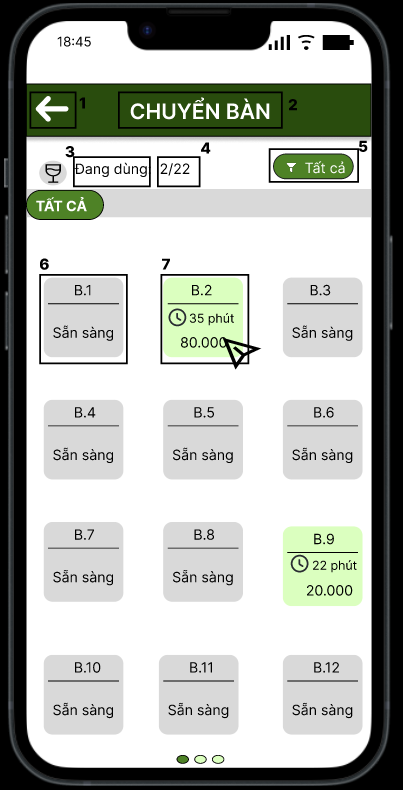 18:45
1
CHUYỂN BÀN
2
3
Đang dùng
2/22
4
Tất cả
5
TẤT CẢ
6
7
B.1
Sẵn sàng
B.2
35 phút
80.000
B.3
Sẵn sàng
B.4
Sẵn sàng
B.5
Sẵn sàng
B.6
Sẵn sàng
B.7
Sẵn sàng
B.8
Sẵn sàng
B.9
22 phút
20.000
B.10
Sẵn sàng
B.11
Sẵn sàng
B.12
Sẵn sàng